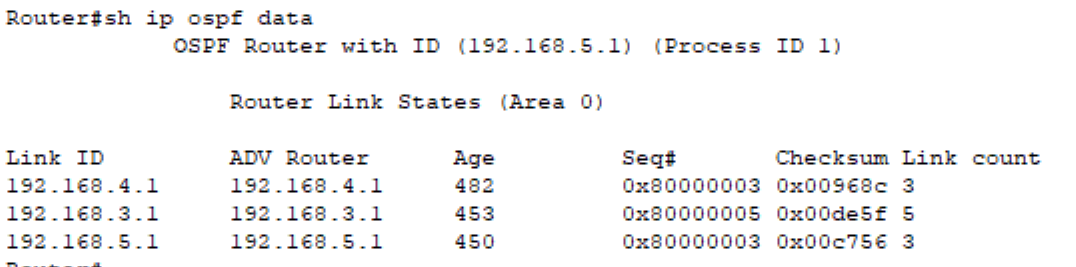 Router#sh ip ospf data
OSPF Router with ID (192.168.5.1) (Process ID 1)
Router Link States (Area 0)
Link ID ADV Router Age Seq# Checksum Link count
192.168.4.1 192.168.4.1 482 0x80000003 0x00968c 3
192.168.3.1 192.168.3.1 453 0x80000005 0x00de5f 5
192.168.5.1 192.168.5.1 450 0x80000003 0x00c756 3
Router#